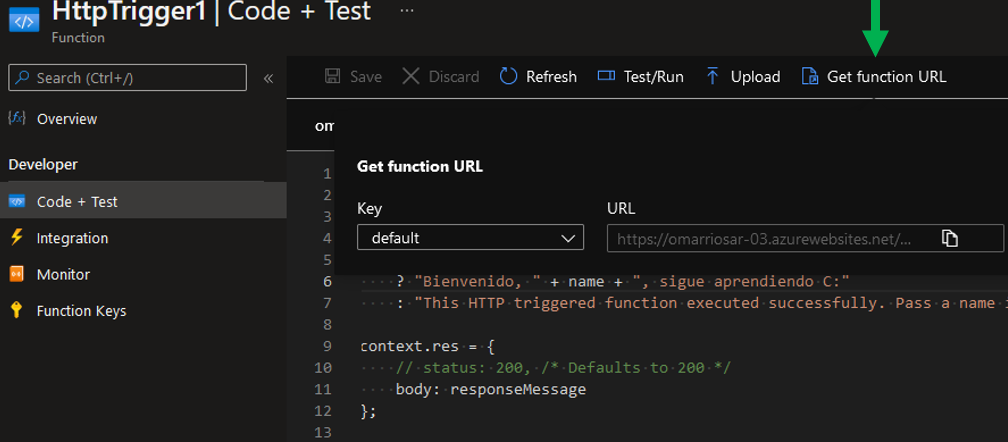 HttpTrigger1 | Code + Test ...
Function
Search (Ctrl+/)
«
Save Discard Refresh Test/Run Upload Get function URL
Overview
Developer
Code + Test
Integration
Monitor
Function Keys
om
Get function URL
Key URL
default https://omarriosar-03.azurewebsites.net/...
1
2
3
4
5
6 ? "Bienvenido, " + name + ", sigue aprendiendo C:"
7 : "This HTTP triggered function executed successfully. Pass a name
8
9 context.res = {
10 // status: 200, /* Defaults to 200 */
11 body: responseMessage
12 };
13